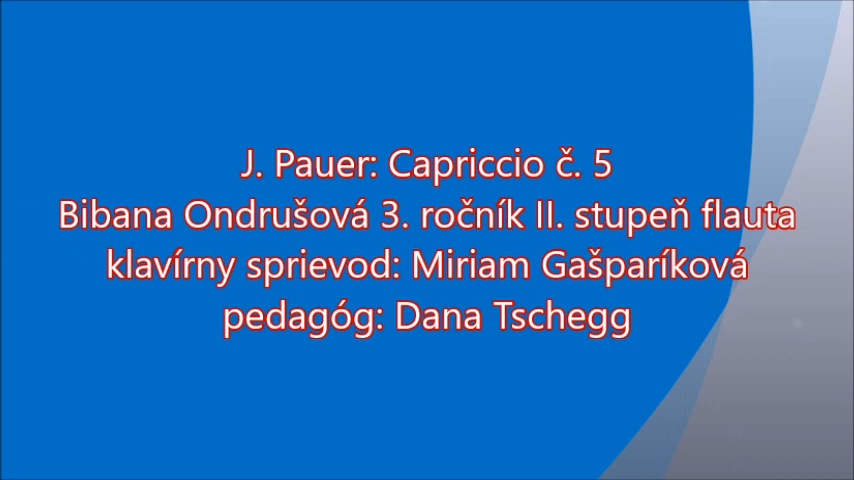 J. Pauer: Capriccio č. 5
Bibana Ondrušová 3. ročník II. stupeň flauta
klavírny sprievod: Miriam Gašparíková
pedagóg: Dana Tschegg